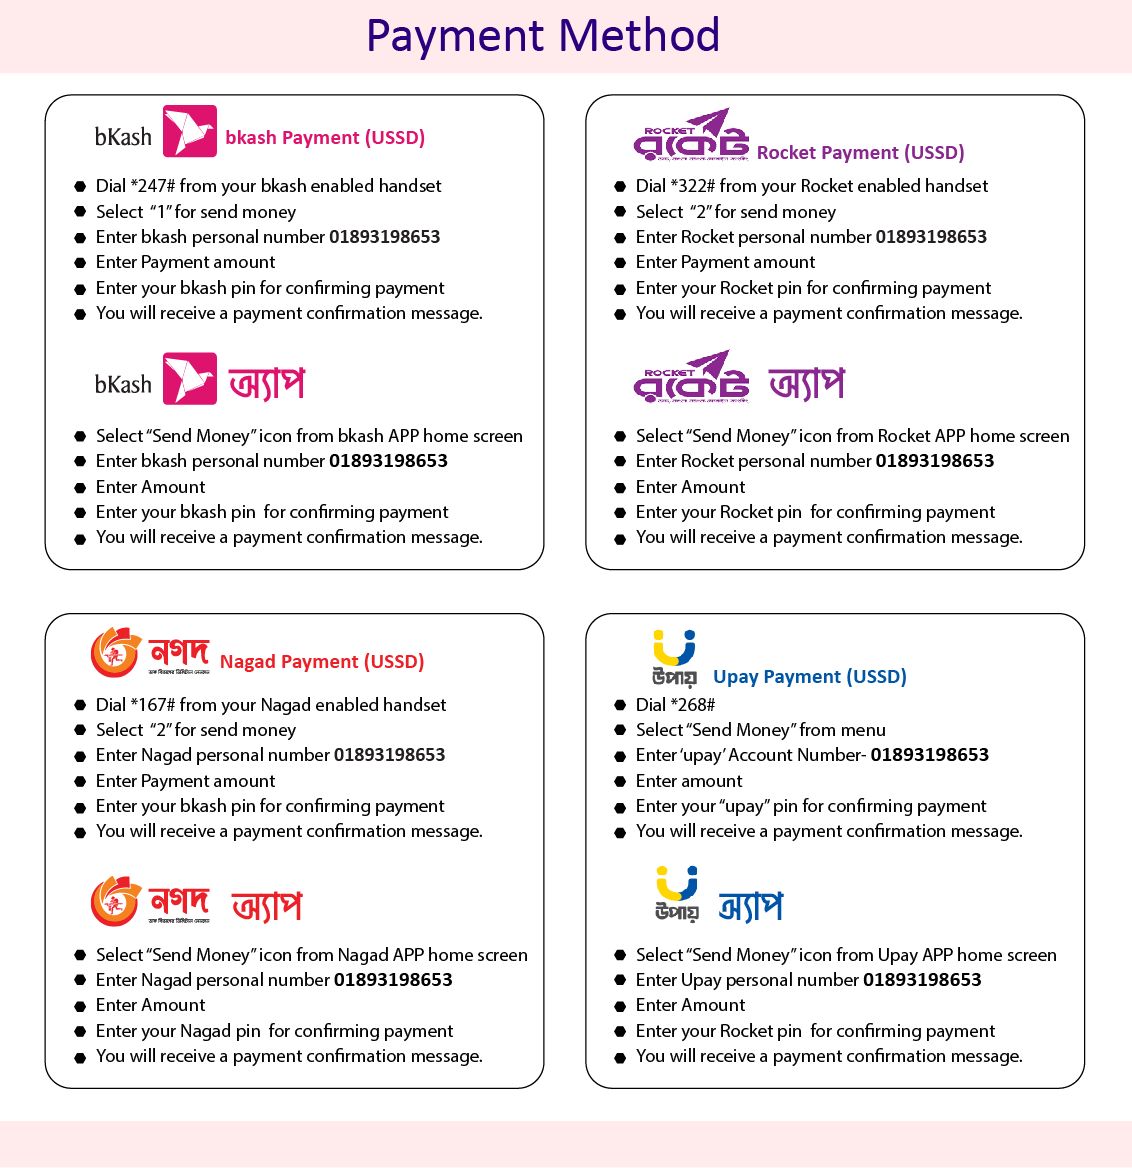 Payment Method
bKash bkash Payment (USSD)
Dial *247# from your bkash enabled handset
Select "1" for send money
Enter bkash personal number 01893198653
Enter Payment amount
Enter your bkash pin for confirming payment
You will receive a payment confirmation message.
bKash অ্যাপ
Select "Send Money" icon from bkash APP home screen
Enter bkash personal number 01893198653
Enter Amount
Enter your bkash pin for confirming payment
You will receive a payment confirmation message.
ROCKET
রকেট Rocket Payment (USSD)
Dial *322# from your Rocket enabled handset
Select "2" for send money
Enter Rocket personal number 01893198653
Enter Payment amount
Enter your Rocket pin for confirming payment
You will receive a payment confirmation message.
ROCKET
রকেট অ্যাপ
Select "Send Money" icon from Rocket APP home screen
Enter Rocket personal number 01893198653
Enter Amount
Enter your Rocket pin for confirming payment
You will receive a payment confirmation message.
নগদ Nagad Payment (USSD)
ডাক বিভাগের ডিজিটাল লেনদেন
Dial *167# from your Nagad enabled handset
Select "2" for send money
Enter Nagad personal number 01893198653
Enter Payment amount
Enter your bkash pin for confirming payment
You will receive a payment confirmation message.
নগদ অ্যাপ
ডাক বিভাগের ডিজিটাল লেনদেন
Select "Send Money" icon from Nagad APP home screen
Enter Nagad personal number 01893198653
Enter Amount
Enter your Nagad pin for confirming payment
You will receive a payment confirmation message.
উপায় Upay Payment (USSD)
Dial *268#
Select "Send Money" from menu
Enter 'upay' Account Number- 01893198653
Enter amount
Enter your "upay" pin for confirming payment
You will receive a payment confirmation message.
উপায় অ্যাপ
Select "Send Money" icon from Upay APP home screen
Enter Upay personal number 01893198653
Enter Amount
Enter your Rocket pin for confirming payment
You will receive a payment confirmation message.